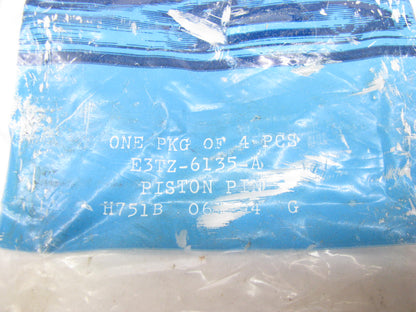 ONE PKG OF 4 PCS
E3TZ-6135-A
PISTON PIN
H751B G